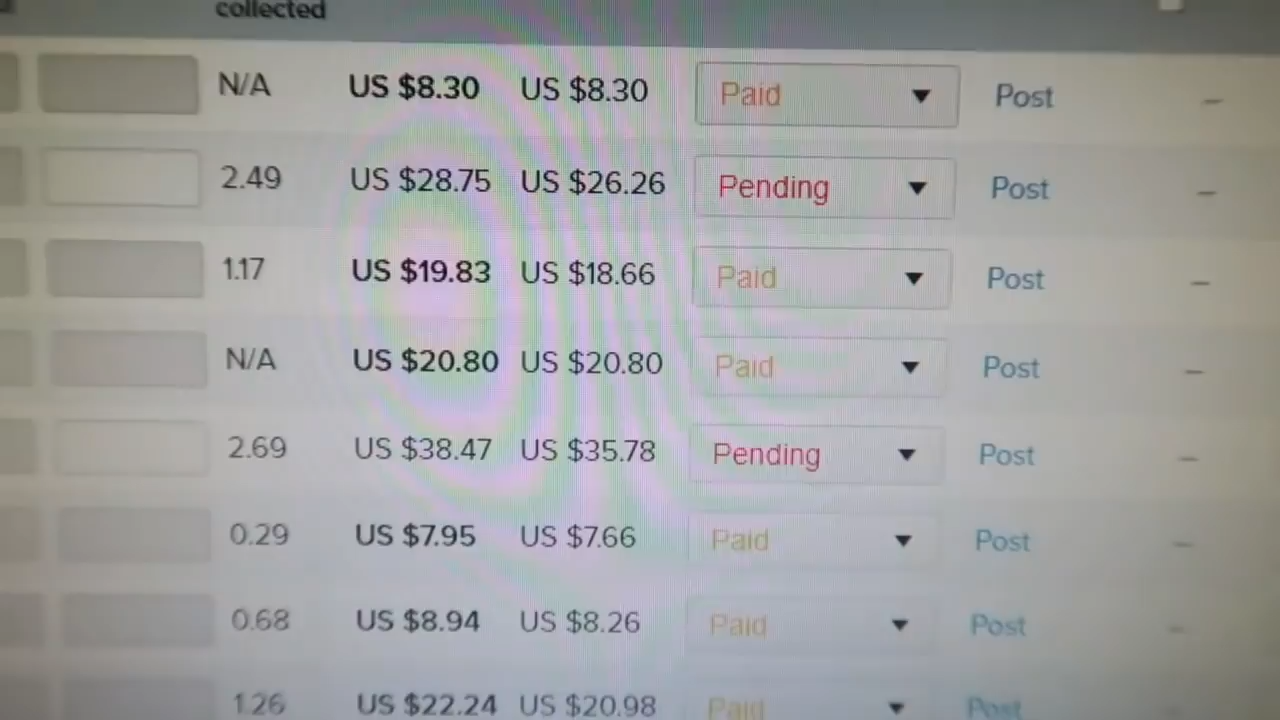 collected
N/A US $8.30 US $8.30 Paid Post –
2.49 US $28.75 US $26.26 Pending Post –
1.17 US $19.83 US $18.66 Paid Post –
N/A US $20.80 US $20.80 Paid Post –
2.69 US $38.47 US $35.78 Pending Post –
0.29 US $7.95 US $7.66 Paid Post –
0.68 US $8.94 US $8.26 Paid Post –
1.26 US $22.24 US $20.98 Paid Post